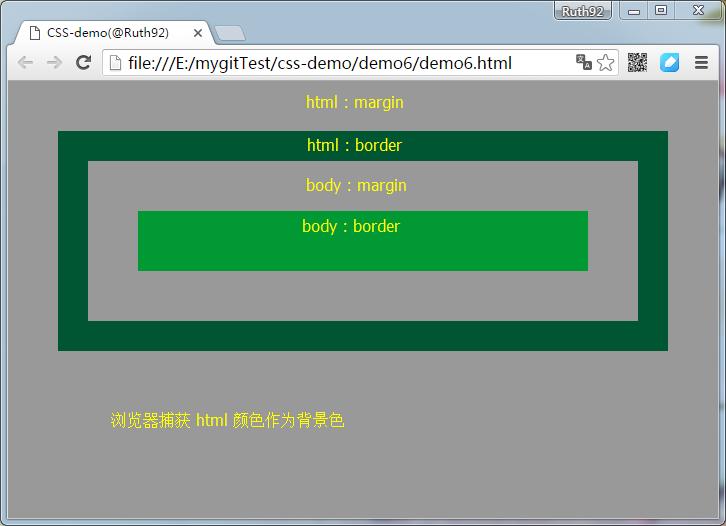 Ruth92
CSS-demo(@Ruth92)
file:///E:/mygitTest/css-demo/demo6/demo6.html
html：margin
html：border
body：margin
body：border
浏览器捕获 html 颜色作为背景色